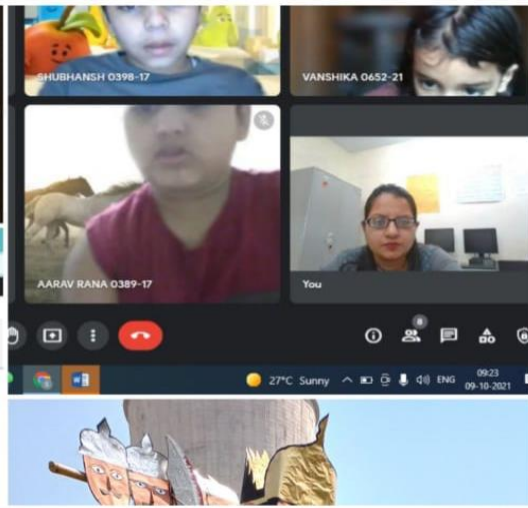 SHUBHANSH 0398-17
VANSHIKA 0652-21
AARAV RANA 0389-17
You
8
27°C Sunny
ENG
09:23
09-10-2021